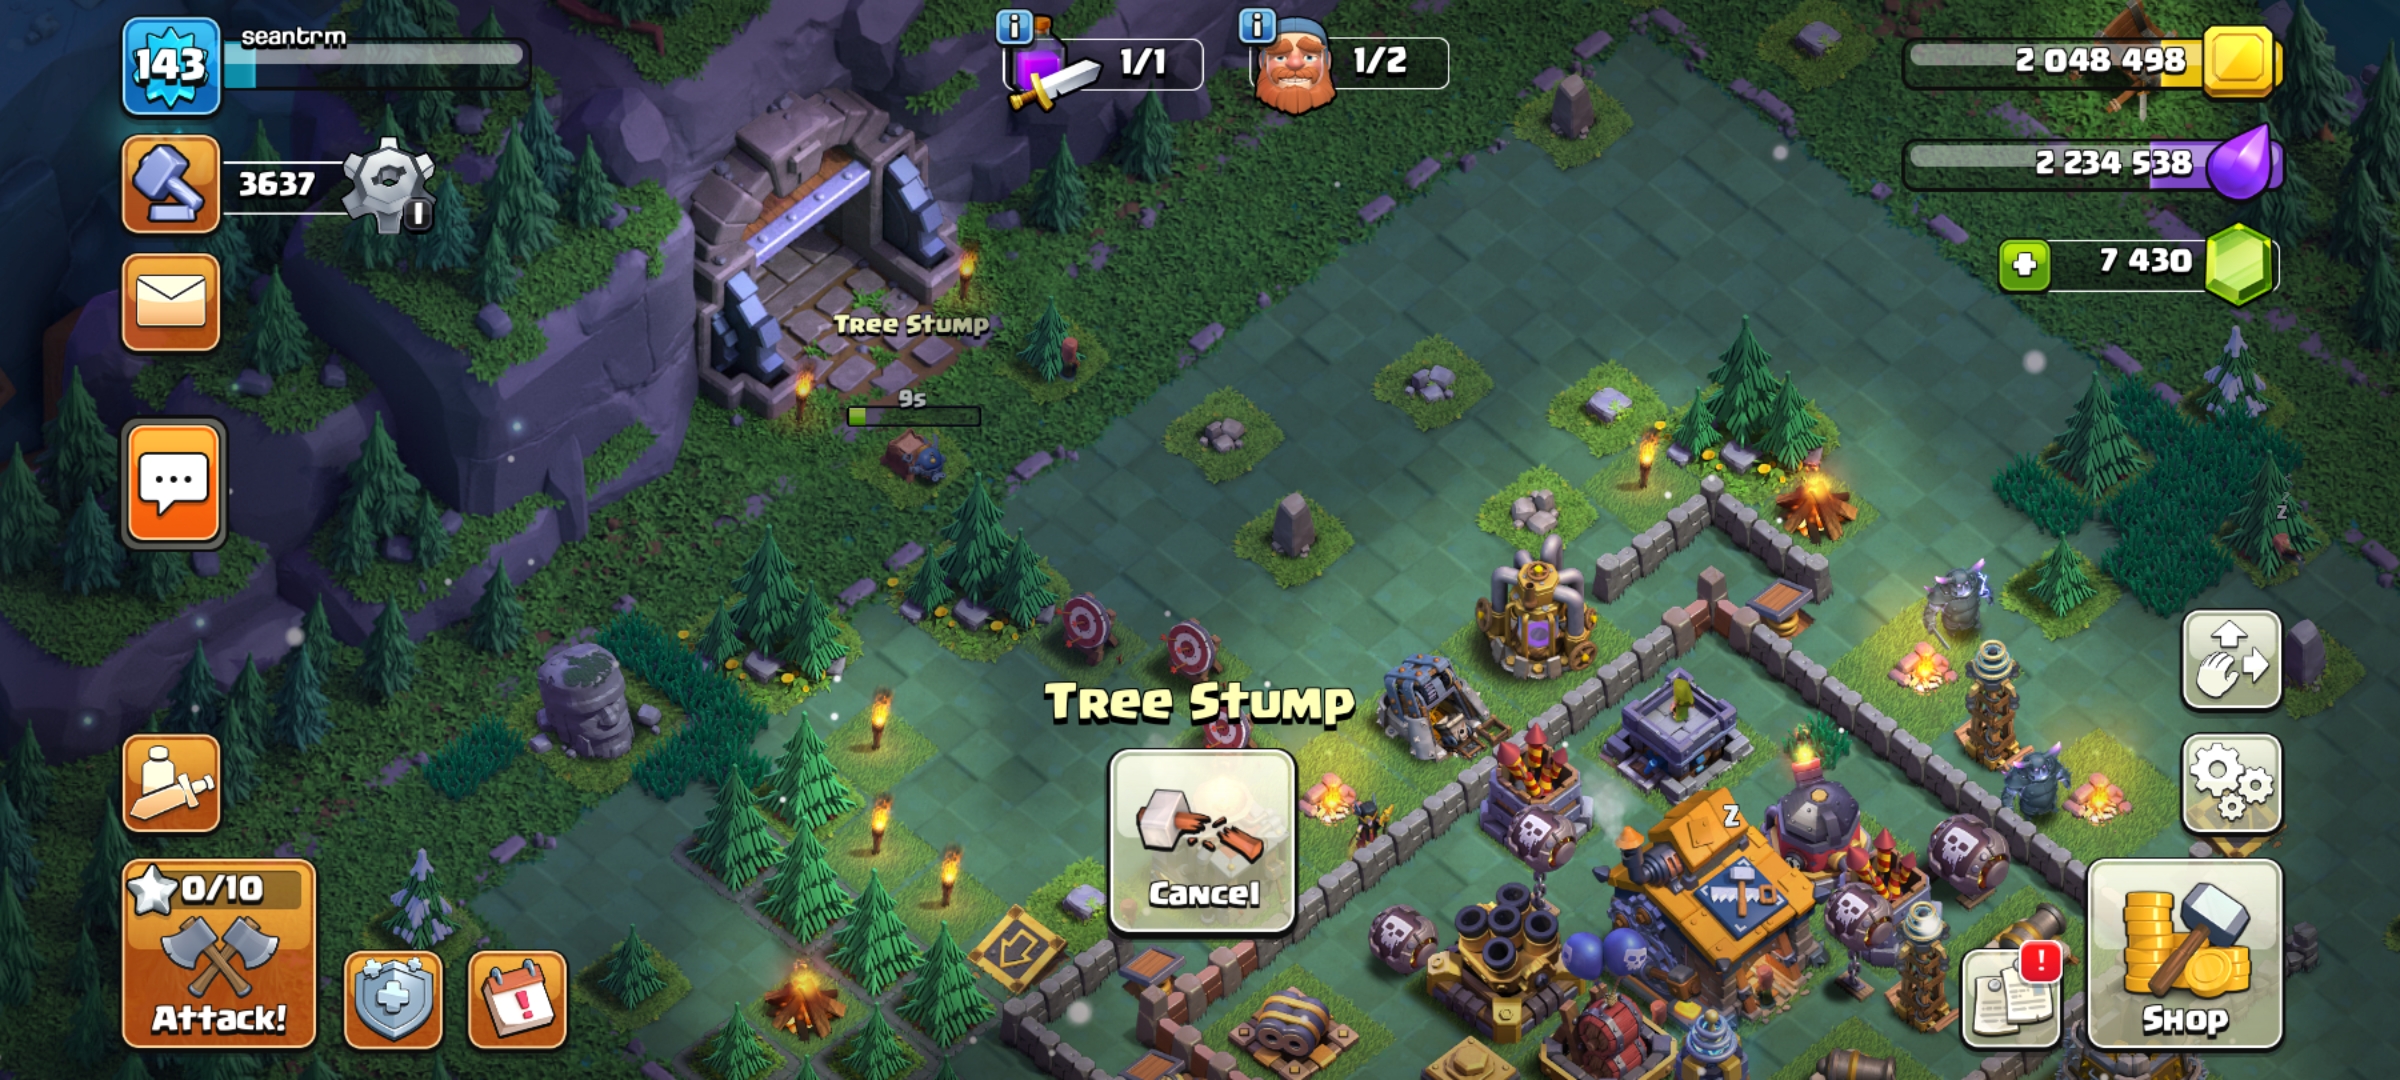 143
seantrm
1/1
1/2
2 048 498
3637
I
2 234 538
7 430
Tree Stump
9s
z
Tree Stump
Cancel
z
0/10
Attack!
!
!
Shop